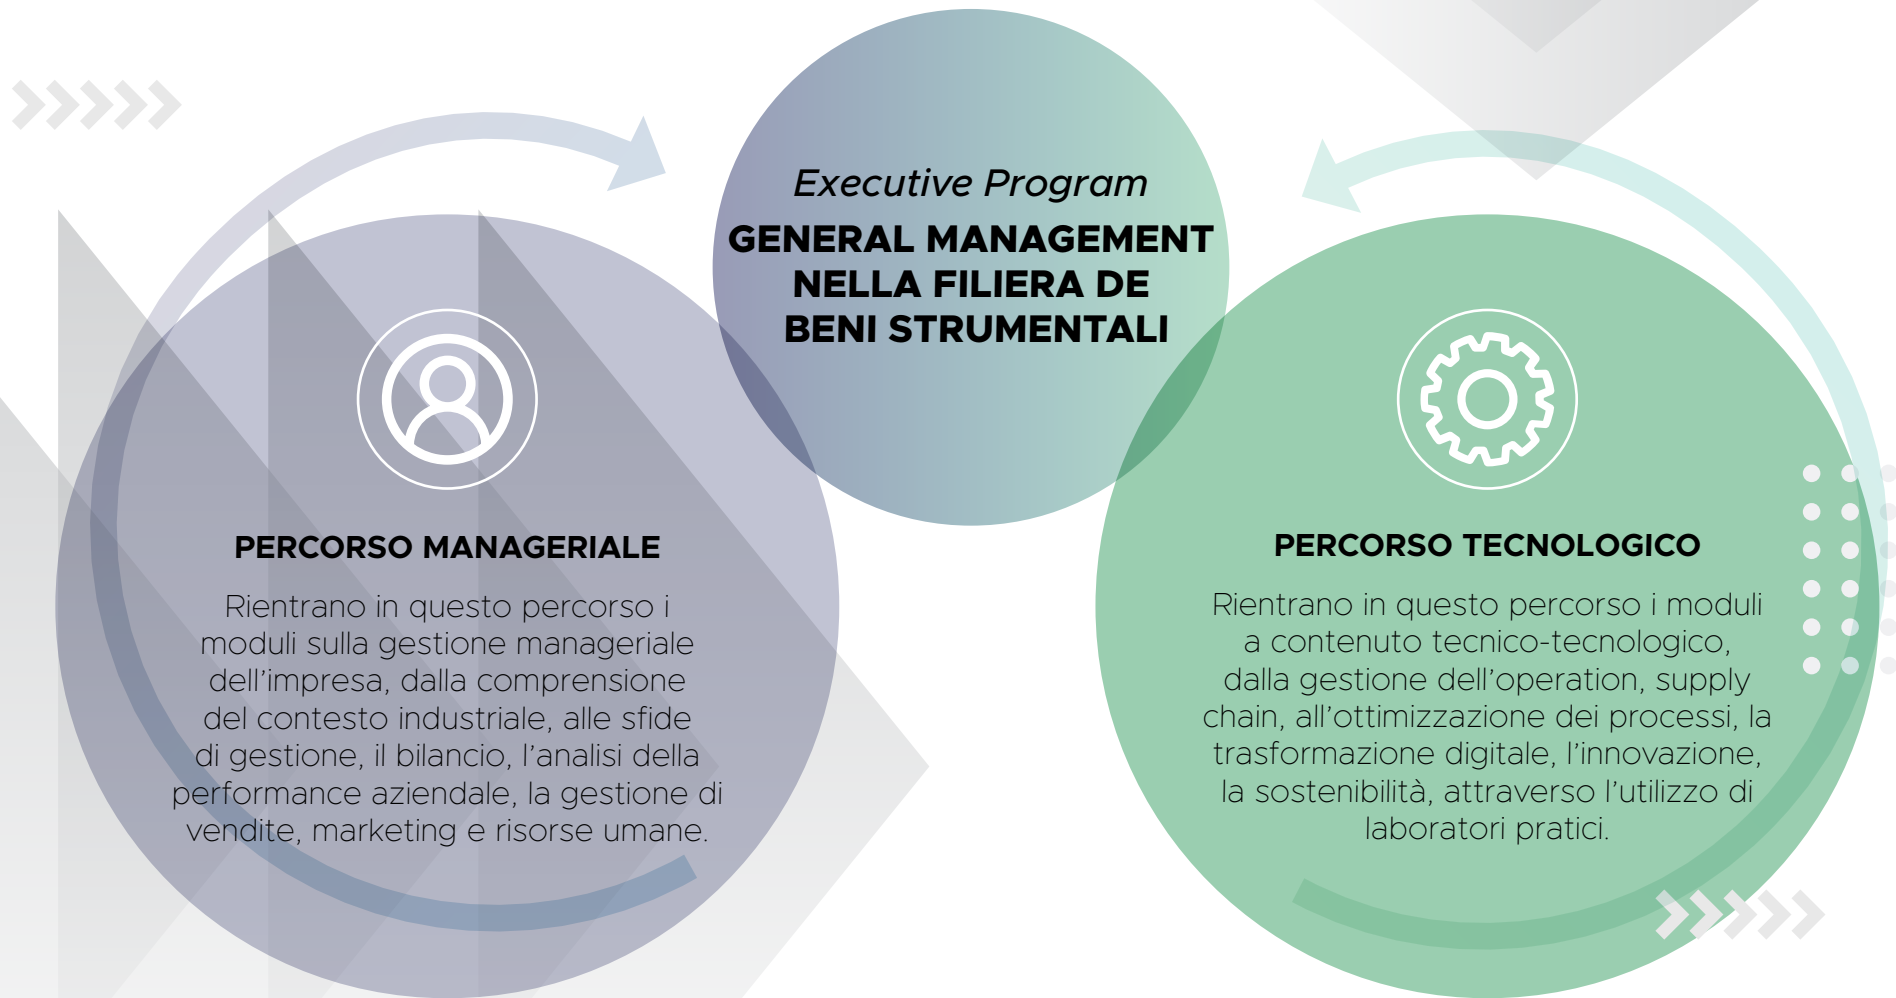 Executive Program
GENERAL MANAGEMENT
NELLA FILIERA DE
BENI STRUMENTALI
PERCORSO MANAGERIALE
Rientrano in questo percorso i
moduli sulla gestione manageriale
dell'impresa, dalla comprensione
del contesto industriale, alle sfide
di gestione, il bilancio, l'analisi della
performance aziendale, la gestione di
vendite, marketing e risorse umane.
PERCORSO TECNOLOGICO
Rientrano in questo percorso i moduli
a contenuto tecnico-tecnologico,
dalla gestione dell'operation, supply
chain, all'ottimizzazione dei processi, la
trasformazione digitale, l'innovazione,
la sostenibilità, attraverso l'utilizzo di
laboratori pratici.